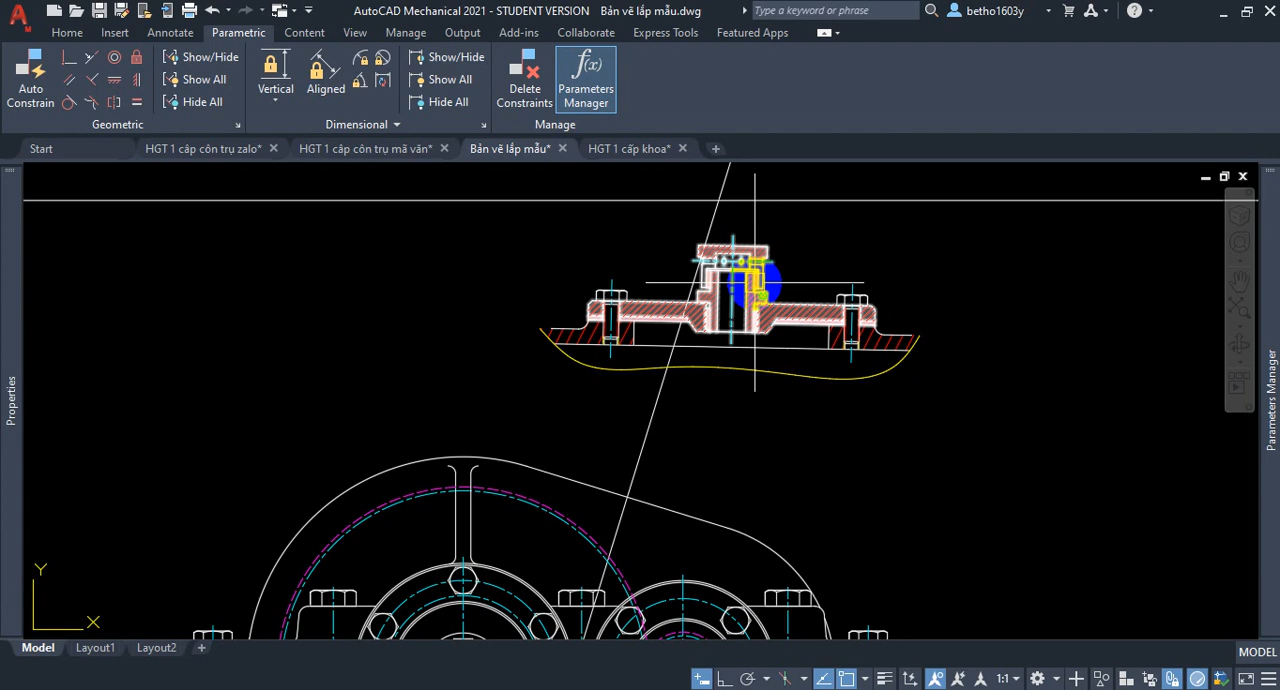 A M AutoCAD Mechanical 2021 - STUDENT VERSION Bản vẽ lắp mẫu.dwg Type a keyword or phrase betho1603y
Home Insert Annotate Parametric Content View Manage Output Add-ins Collaborate Express Tools Featured Apps
Auto Constrain
Show/Hide
Show All
Hide All
Vertical
Aligned
Show/Hide
Show All
Hide All
Delete Constraints
f(x) Parameters Manager
Geometric Dimensional Manage
Start HGT 1 cấp côn trụ zalo* HGT 1 cấp côn trụ mã văn* Bản vẽ lắp mẫu* HGT 1 cấp khoa*
Properties
Parameters Manager
Y
X
Model Layout1 Layout2
MODEL
1:1